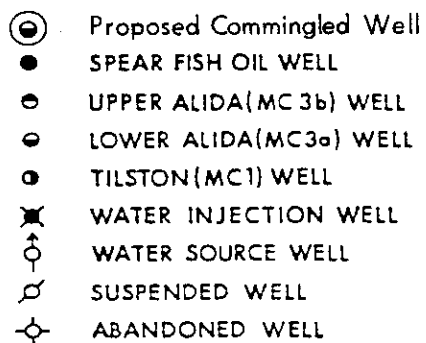 Proposed Commingled Well
SPEAR FISH OIL WELL
UPPER ALIDA(MC 3b) WELL
LOWER ALIDA(MC3a) WELL
TILSTON(MC1) WELL
WATER INJECTION WELL
WATER SOURCE WELL
SUSPENDED WELL
ABANDONED WELL